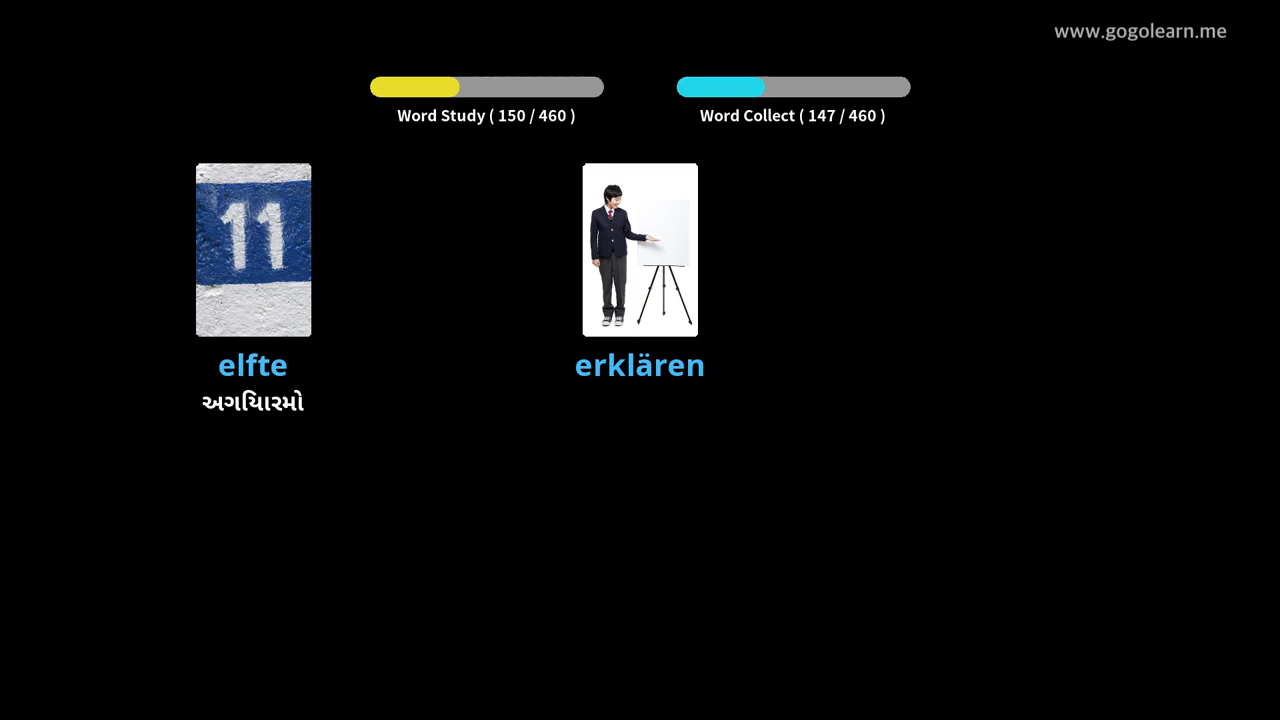 www.gogolearn.me
Word Study ( 150 / 460 )
Word Collect ( 147 / 460 )
11
elfte
erklären
અગિયારમો